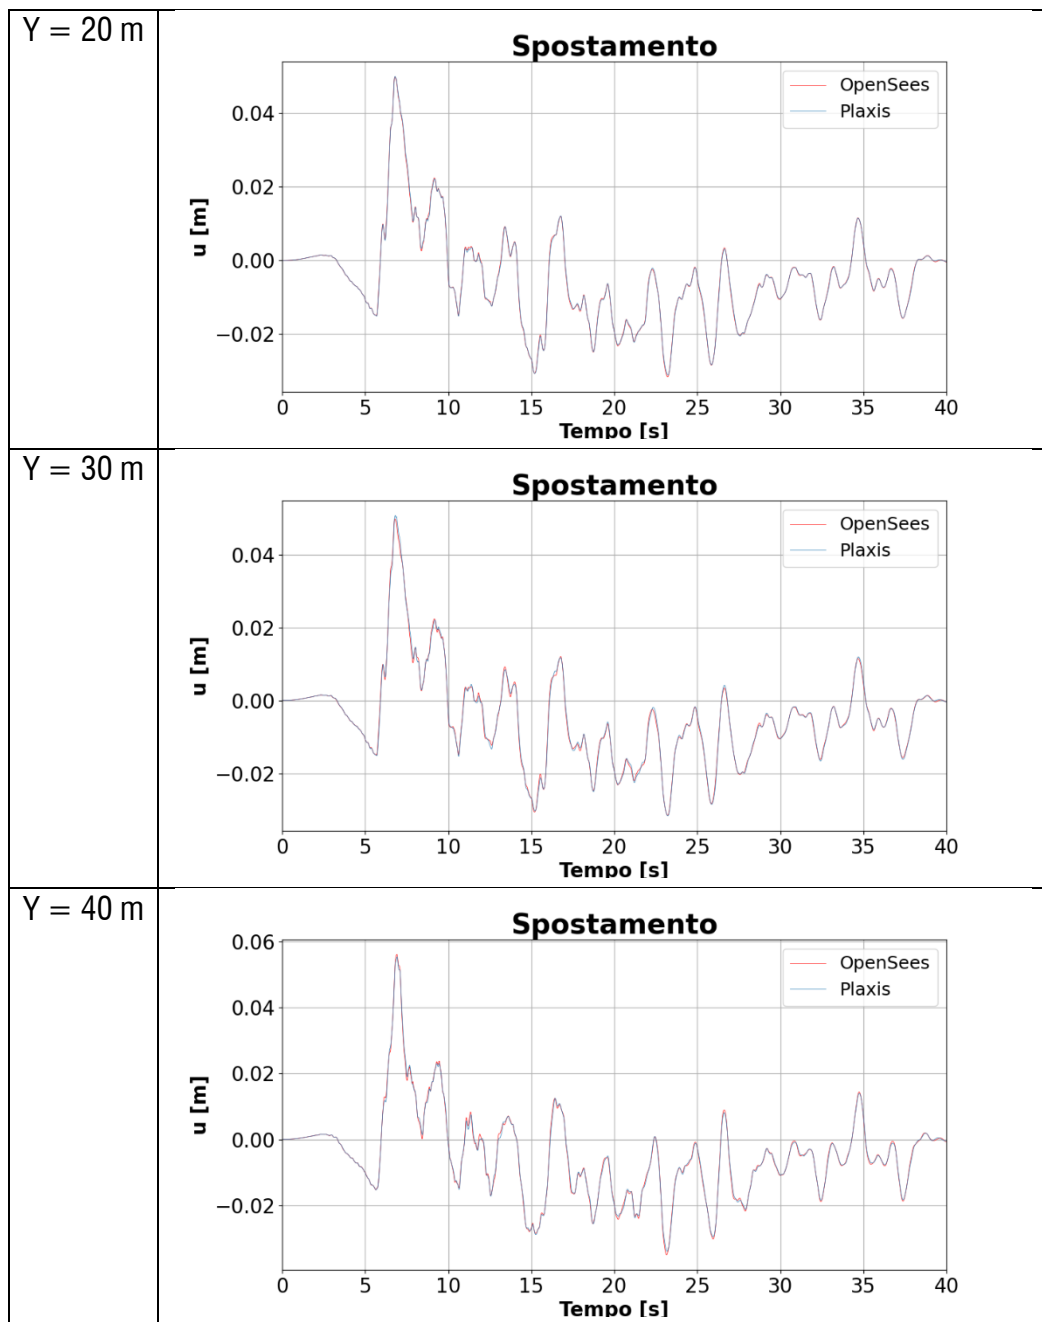 Y = 20 m
Spostamento
OpenSees
Plaxis
0.04
0.02
0.00
−0.02
u [m]
0 5 10 15 20 25 30 35 40
Tempo [s]
Y = 30 m
Spostamento
OpenSees
Plaxis
0.04
0.02
0.00
−0.02
u [m]
0 5 10 15 20 25 30 35 40
Tempo [s]
Y = 40 m
Spostamento
OpenSees
Plaxis
0.06
0.04
0.02
0.00
−0.02
u [m]
0 5 10 15 20 25 30 35 40
Tempo [s]